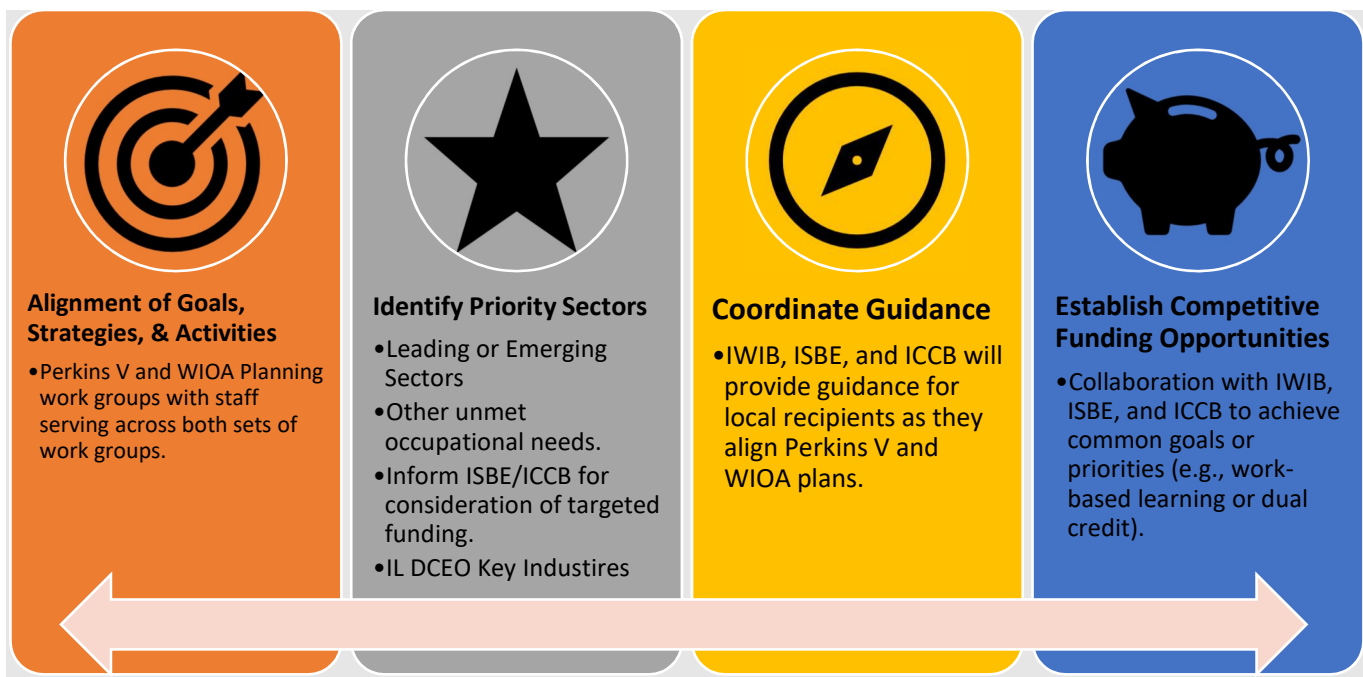 Alignment of Goals,
Strategies, & Activities
•Perkins V and WIOA Planning
work groups with staff
serving across both sets of
work groups.
Identify Priority Sectors
•Leading or Emerging
Sectors
•Other unmet
occupational needs.
•Inform ISBE/ICCB for
consideration of targeted
funding.
•IL DCEO Key Industires
Coordinate Guidance
•IWIB, ISBE, and ICCB will
provide guidance for
local recipients as they
align Perkins V and
WIOA plans.
Establish Competitive
Funding Opportunities
•Collaboration with IWIB,
ISBE, and ICCB to achieve
common goals or
priorities (e.g., work-
based learning or dual
credit).